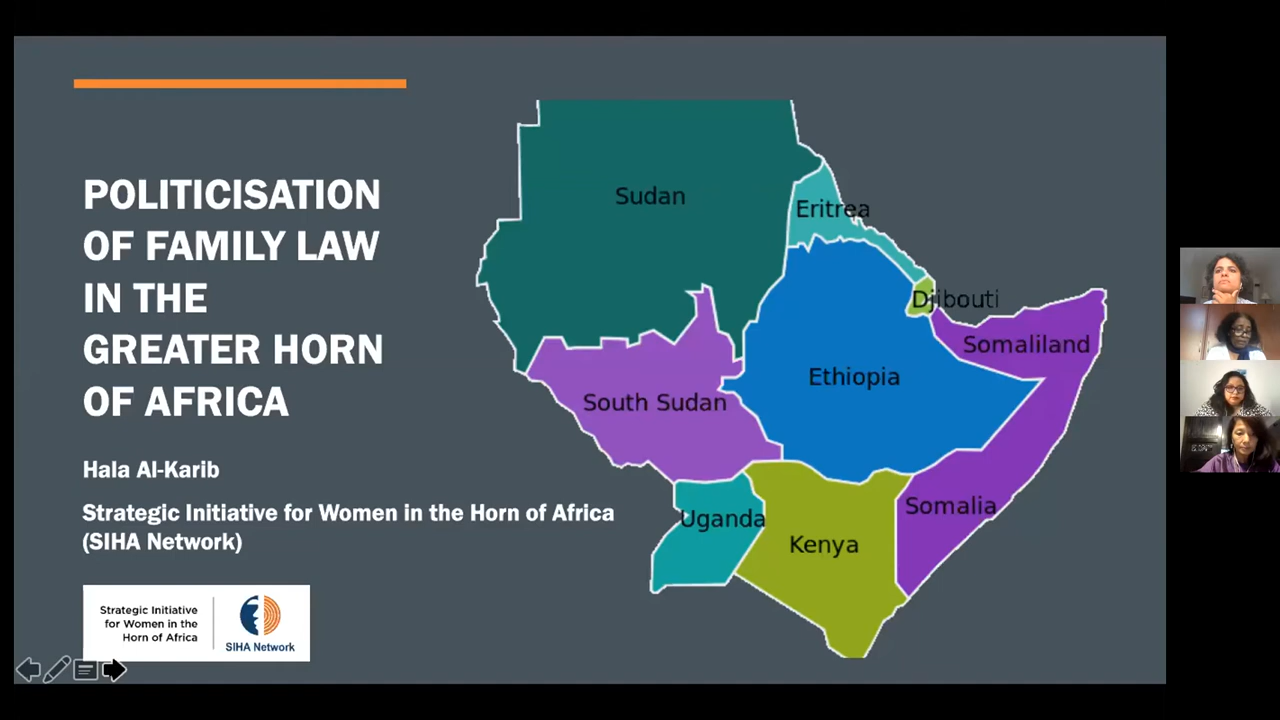 POLITICISATION
OF FAMILY LAW
IN THE
GREATER HORN
OF AFRICA
Hala Al-Karib
Strategic Initiative for Women in the Horn of Africa
(SIHA Network)
Strategic Initiative
for Women in the
Horn of Africa
SIHA Network
Sudan
Eritrea
Djibouti
Somaliland
Ethiopia
South Sudan
Somalia
Uganda
Kenya